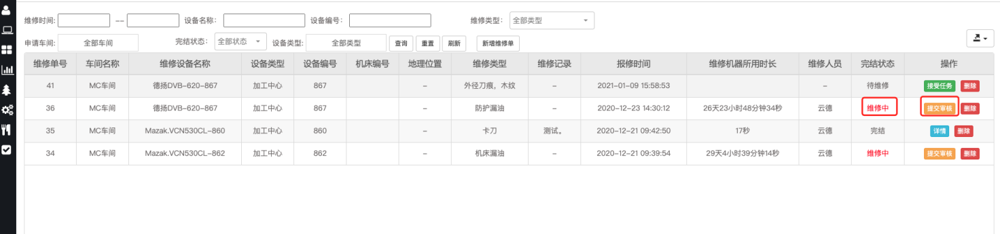 维修时间: -- 设备名称: 设备编号: 维修类型: 全部类型
申请车间: 全部车间 完结状态: 全部状态 设备类型: 全部类型 查询 重置 刷新 新增维修单
维修单号 车间名称 维修设备名称 设备类型 设备编号 机床编号 地理位置 维修类型 维修记录 报修时间 维修机器所用时长 维修人员 完结状态 操作
41 MC车间 德扬DVB-620-867 加工中心 867 - 外径刀痕，木纹 - 2021-01-09 15:58:53 - 待维修 接受任务 删除
36 MC车间 德扬DVB-620-867 加工中心 867 - 防护漏油 - 2020-12-23 14:30:12 26天23小时48分钟34秒 云德 维修中 提交审核 删除
35 MC车间 Mazak.VCN530CL-860 加工中心 860 - 卡刀 测试。 2020-12-21 09:42:50 17秒 云德 完结 详情 删除
34 MC车间 Mazak.VCN530CL-862 加工中心 862 - 机床漏油 - 2020-12-21 09:39:54 29天4小时39分钟14秒 云德 维修中 提交审核 删除